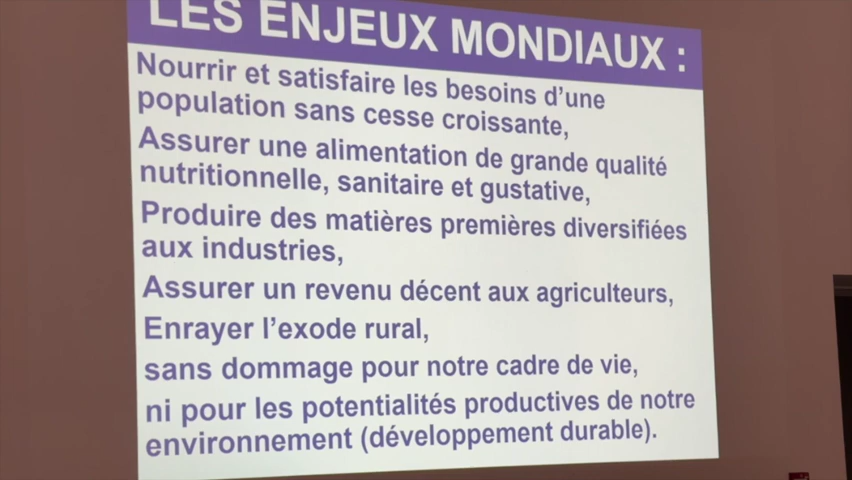 LES ENJEUX MONDIAUX :
Nourrir et satisfaire les besoins d'une
population sans cesse croissante,
Assurer une alimentation de grande qualité
nutritionnelle, sanitaire et gustative,
Produire des matières premières diversifiées
aux industries,
Assurer un revenu décent aux agriculteurs,
Enrayer l'exode rural,
sans dommage pour notre cadre de vie,
ni pour les potentialités productives de notre
environnement (développement durable).